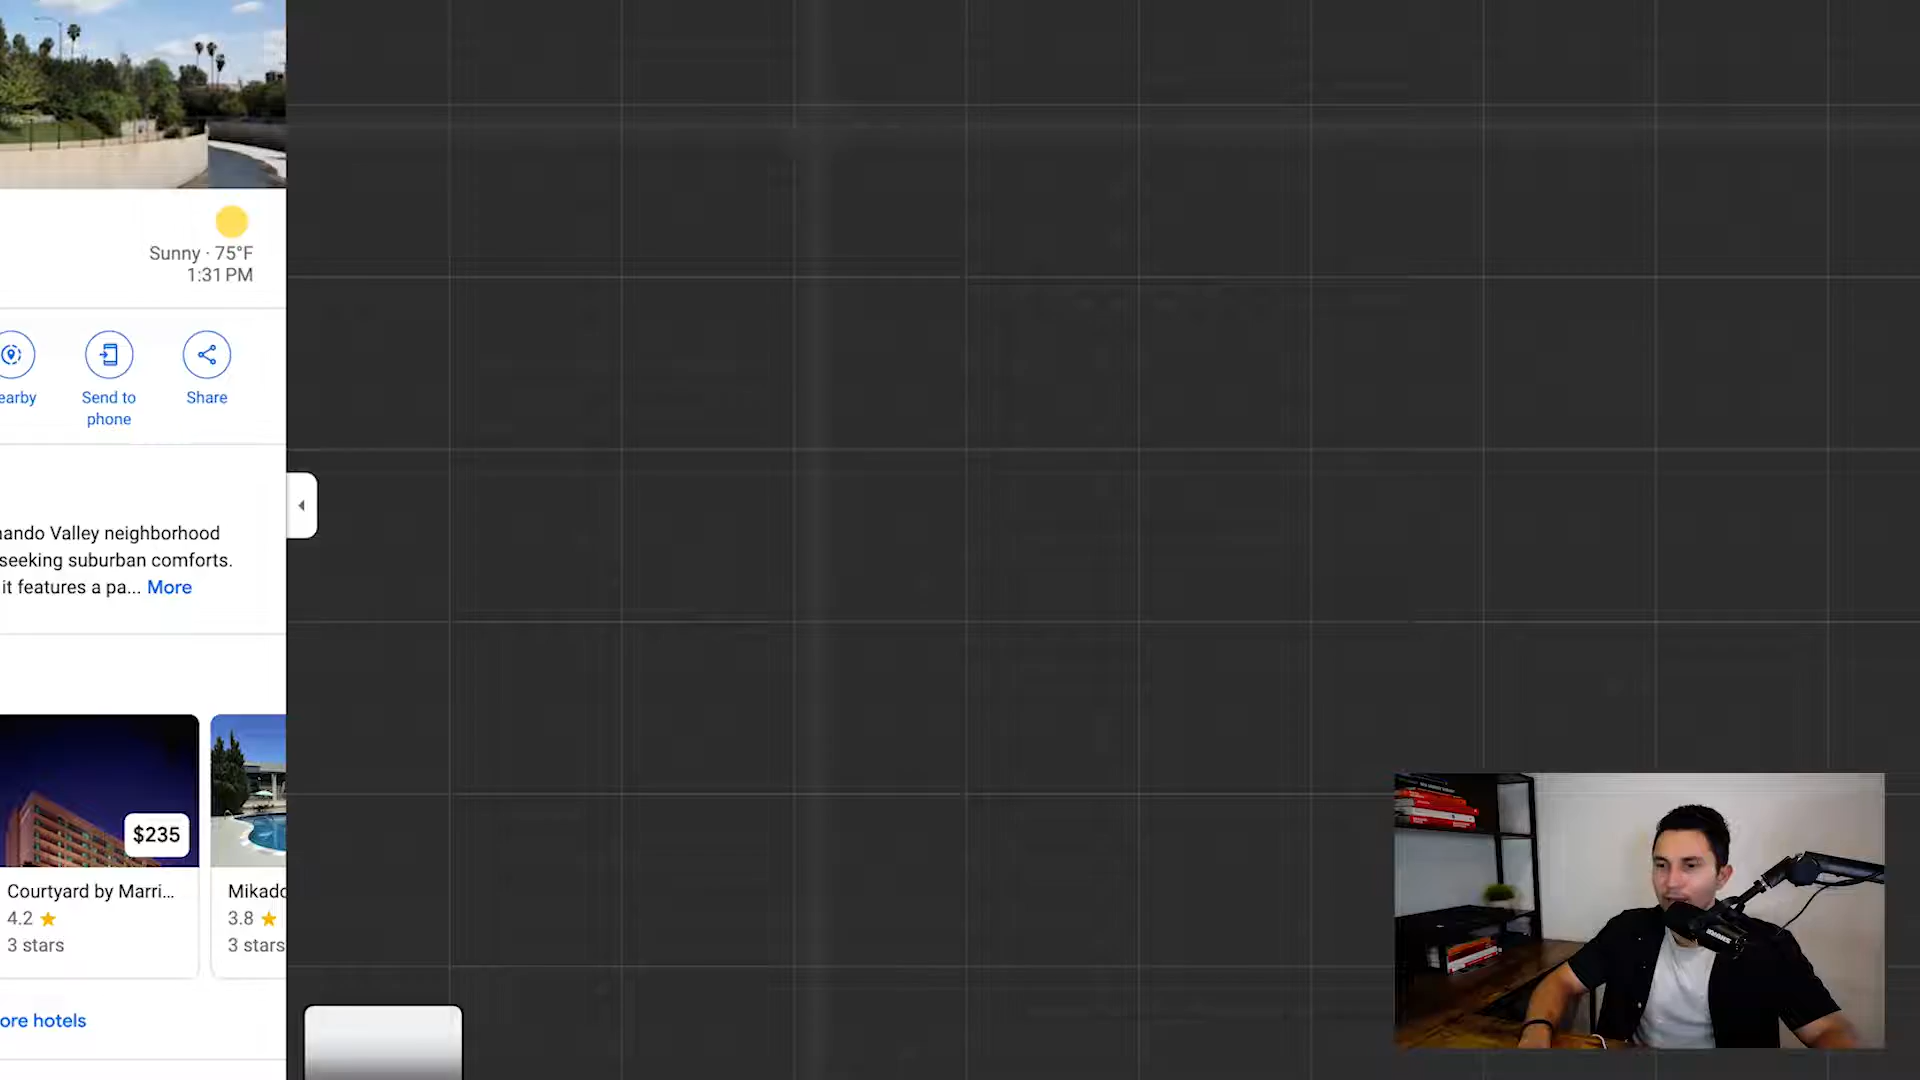 Sunny · 75°F
1:31 PM
earby
Send to
phone
Share
ando Valley neighborhood
seeking suburban comforts.
it features a pa... More
$235
Courtyard by Marri...
4.2
3 stars
Mikado
3.8
3 stars
ore hotels